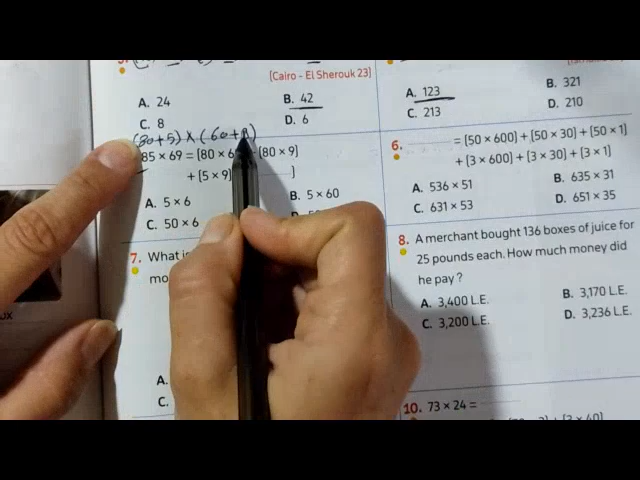 [Cairo - El Sherouk 23]
A. 24
B. 42
C. 8
D. 6
A. 123
B. 321
C. 213
D. 210
(80+5) × (60+
85 × 69 = [80 × 6 [80 × 9]
+ [5 × 9] ]
A. 5 × 6
B. 5 × 60
C. 50 × 6
D.
6. = [50 × 600] + [50 × 30] + [50 × 1]
+ [3 × 600] + [3 × 30] + [3 × 1]
A. 536 × 51
B. 635 × 31
C. 631 × 53
D. 651 × 35
7. What
A.
C.
8. A merchant bought 136 boxes of juice for
25 pounds each. How much money did
he pay ?
A. 3,400 L.E.
B. 3,170 L.E.
C. 3,200 L.E.
D. 3,236 L.E.
10. 73 × 24 =